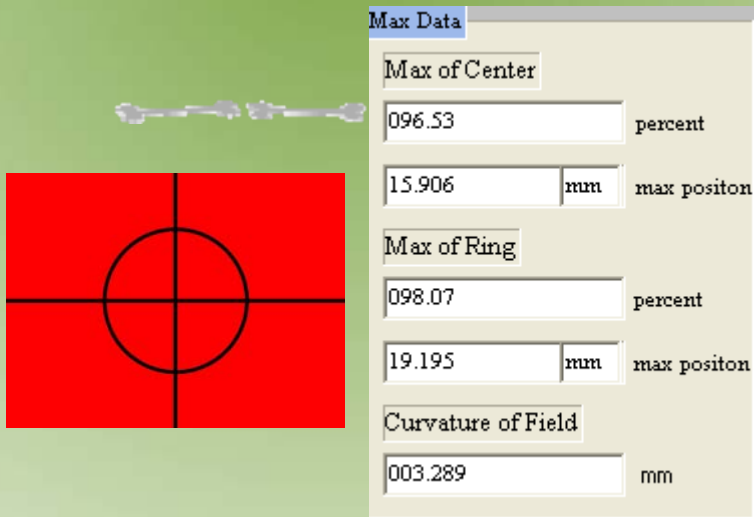 Max Data
Max of Center
096.53 percent
15.906 mm max positon
Max of Ring
098.07 percent
19.195 mm max positon
Curvature of Field
003.289 mm